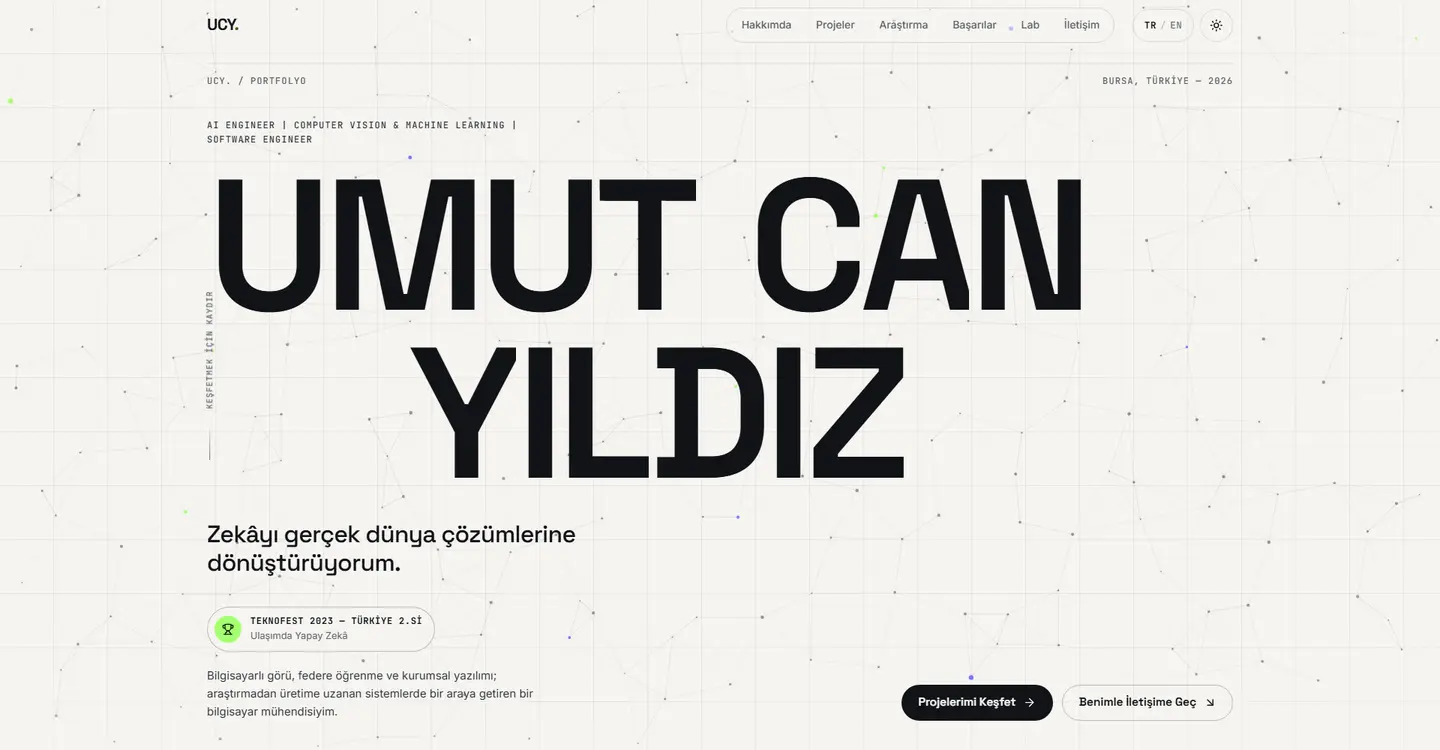 UCY.
Hakkımda Projeler Araştırma Başarılar Lab İletişim TR / EN
UCY. / PORTFOLYO
BURSA, TÜRKİYE — 2026
AI ENGINEER | COMPUTER VISION & MACHINE LEARNING |
SOFTWARE ENGINEER
UMUT CAN
YILDIZ
KEŞFETMEK İÇİN KAYDIR
Zekâyı gerçek dünya çözümlerine
dönüştürüyorum.
TEKNOFEST 2023 — TÜRKİYE 2.Sİ
Ulaşımda Yapay Zekâ
Bilgisayarlı görü, federe öğrenme ve kurumsal yazılımı;
araştırmadan üretime uzanan sistemlerde bir araya getiren bir
bilgisayar mühendisiyim.
Projelerimi Keşfet
Benimle İletişime Geç